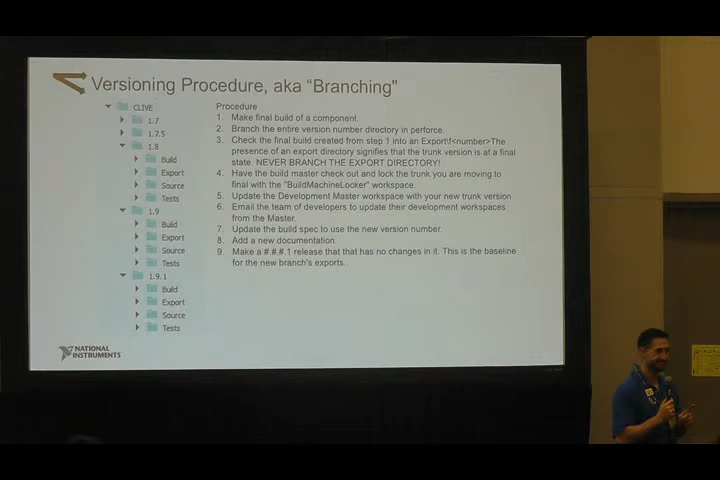 Versioning Procedure, aka "Branching"
CLIVE
1.7
1.7.5
1.8
Build
Export
Source
Tests
1.9
Build
Export
Source
Tests
1.9.1
Build
Export
Source
Tests
Procedure
1. Make final build of a component.
2. Branch the entire version number directory in perforce.
3. Check the final build created from step 1 into an Export\f<number>The
presence of an export directory signifies that the trunk version is at a final
state. NEVER BRANCH THE EXPORT DIRECTORY!
4. Have the build master check out and lock the trunk you are moving to
final with the "BuildMachineLocker" workspace.
5. Update the Development Master workspace with your new trunk version
6. Email the team of developers to update their development workspaces
from the Master.
7. Update the build spec to use the new version number.
8. Add a new documentation
9. Make a #.#.#.1 release that that has no changes in it. This is the baseline
for the new branch's exports..
NATIONAL
INSTRUMENTS